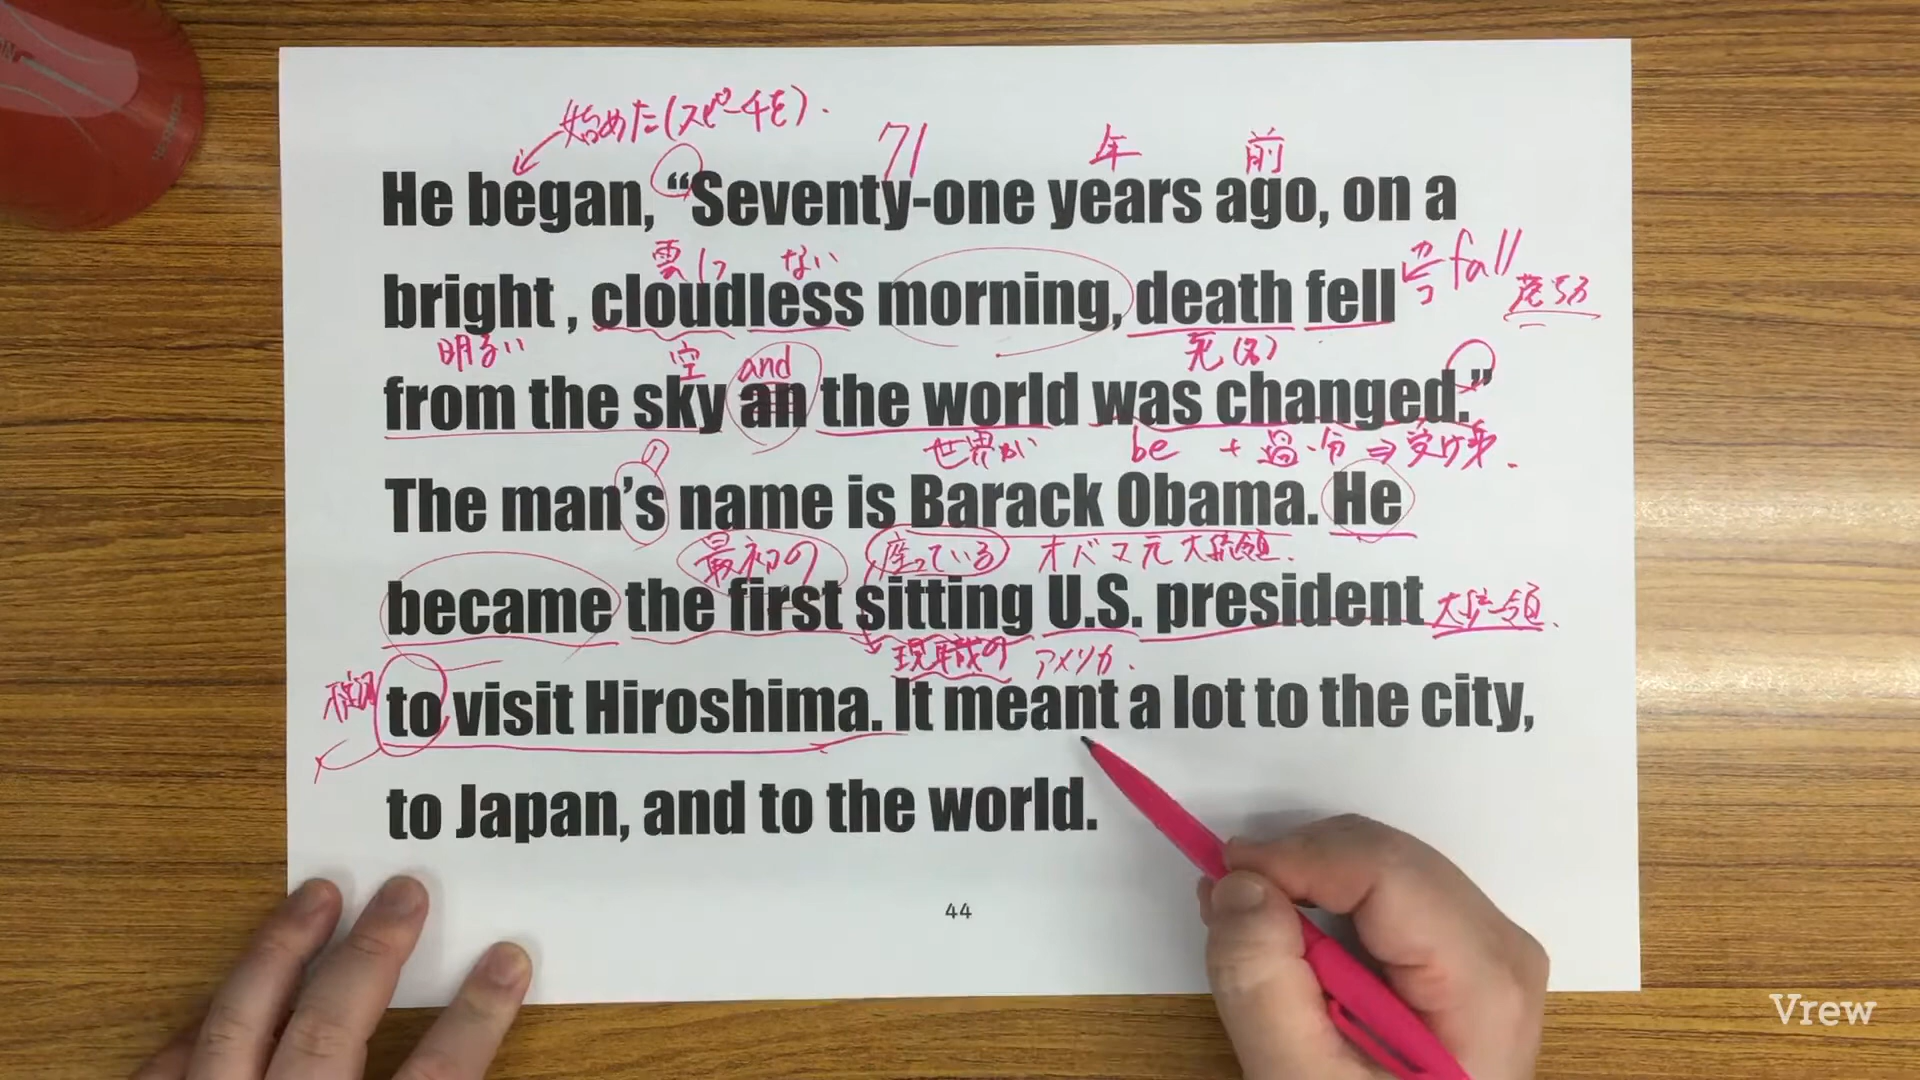 始めた(スピーチを).
71 年 前
He began, “Seventy-one years ago, on a
雲1つ ない
カコ fall
bright , cloudless morning, death fell
落ちる
明るい 空 and 死(名)
from the sky an the world was changed.”
世界が be + 過・分 ⇒ 受け身.
The man’s name is Barack Obama. He
最初の 座っている オバマ元大統領.
became the first sitting U.S. president 大統領.
現職の アメリカ.
to visit Hiroshima. It meant a lot to the city,
to Japan, and to the world.
44
Vrew